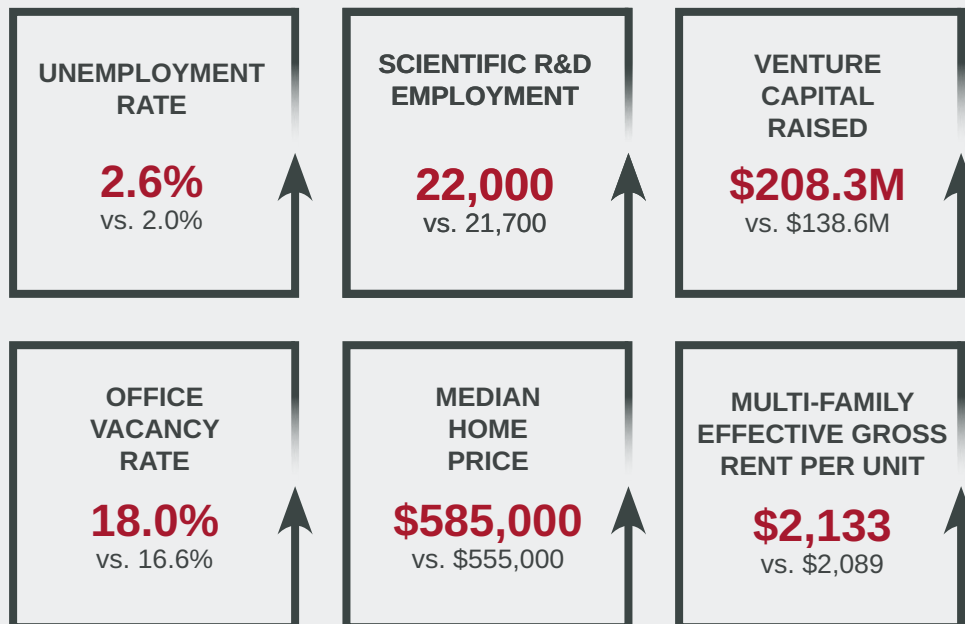 UNEMPLOYMENT
RATE
2.6%
vs. 2.0%
SCIENTIFIC R&D
EMPLOYMENT
22,000
vs. 21,700
VENTURE
CAPITAL
RAISED
$208.3M
vs. $138.6M
OFFICE
VACANCY
RATE
18.0%
vs. 16.6%
MEDIAN
HOME
PRICE
$585,000
vs. $555,000
MULTI-FAMILY
EFFECTIVE GROSS
RENT PER UNIT
$2,133
vs. $2,089